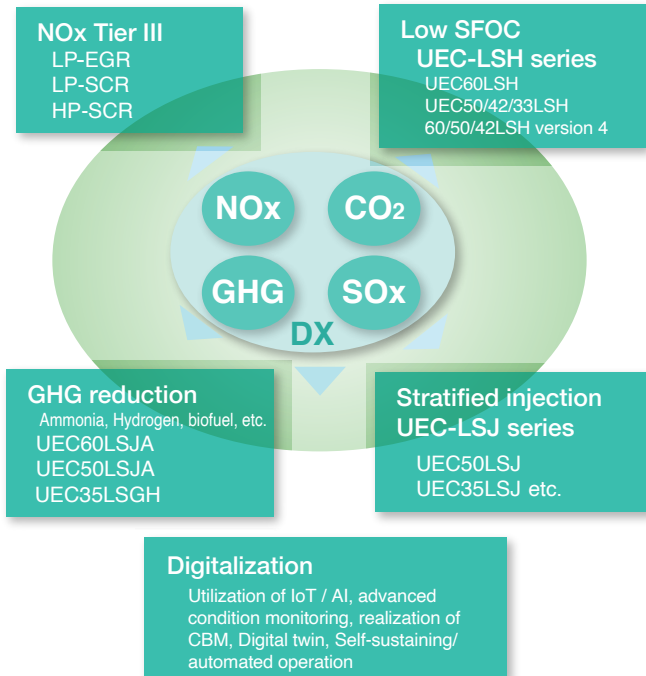 NOx Tier III
LP-EGR
LP-SCR
HP-SCR
Low SFOC
UEC-LSH series
UEC60LSH
UEC50/42/33LSH
60/50/42LSH version 4
NOx
CO2
GHG
SOx
DX
GHG reduction
Ammonia, Hydrogen, biofuel, etc.
UEC60LSJA
UEC50LSJA
UEC35LSGH
Stratified injection
UEC-LSJ series
UEC50LSJ
UEC35LSJ etc.
Digitalization
Utilization of IoT / AI, advanced
condition monitoring, realization of
CBM, Digital twin, Self-sustaining/
automated operation